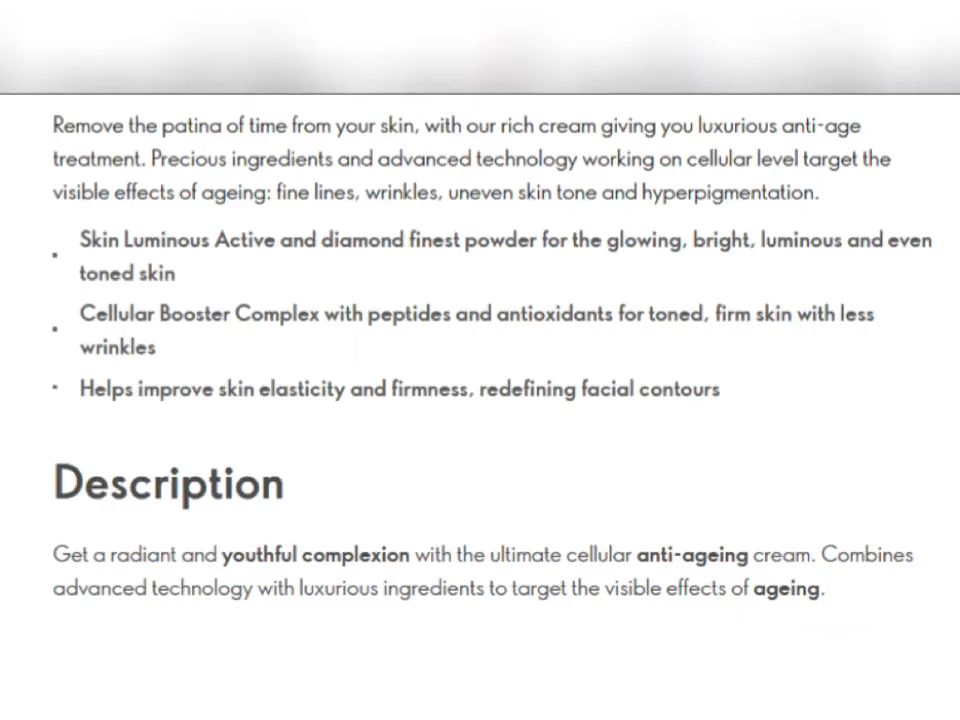 Remove the patina of time from your skin, with our rich cream giving you luxurious anti-age
treatment. Precious ingredients and advanced technology working on cellular level target the
visible effects of ageing: fine lines, wrinkles, uneven skin tone and hyperpigmentation.
• Skin Luminous Active and diamond finest powder for the glowing, bright, luminous and even
toned skin
• Cellular Booster Complex with peptides and antioxidants for toned, firm skin with less
wrinkles
• Helps improve skin elasticity and firmness, redefining facial contours
Description
Get a radiant and youthful complexion with the ultimate cellular anti-ageing cream. Combines
advanced technology with luxurious ingredients to target the visible effects of ageing.